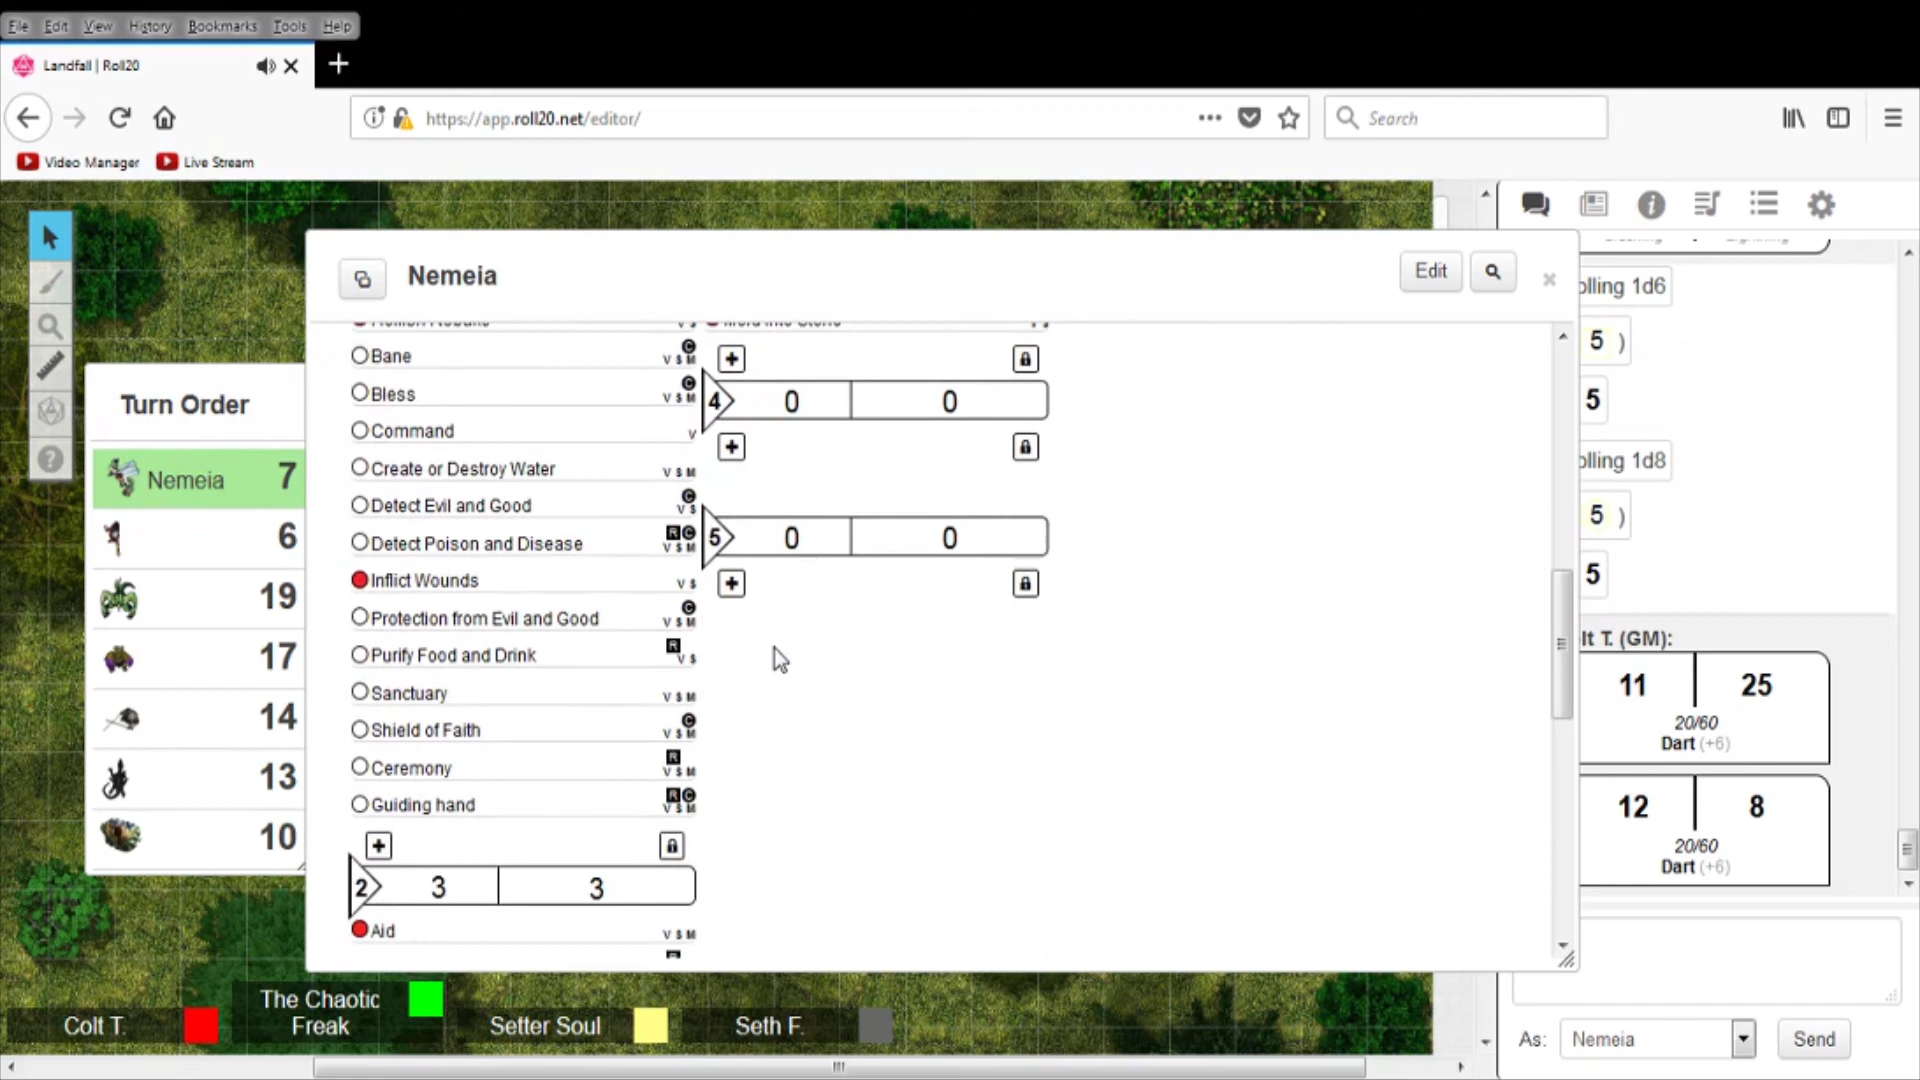 File Edit View History Bookmarks Tools Help
Landfall | Roll20
https://app.roll20.net/editor/
Search
Video Manager Live Stream
Nemeia
Edit
Turn Order
Nemeia 7
6
19
17
14
13
10
Bane V S M C
Bless V S M C
Command V
Create or Destroy Water V S M
Detect Evil and Good V S C
Detect Poison and Disease V S M R C
Inflict Wounds V S
Protection from Evil and Good V S M C
Purify Food and Drink V S R
Sanctuary V S M
Shield of Faith V S M C
Ceremony V S M R
Guiding hand V S M R C
2 3 3
Aid V S M
4 0 0
5 0 0
olling 1d6
5 )
5
olling 1d8
5 )
5
lt T. (GM):
11 25
20/60
Dart (+6)
12 8
20/60
Dart (+6)
Colt T.
The Chaotic
Freak
Setter Soul
Seth F.
As: Nemeia Send